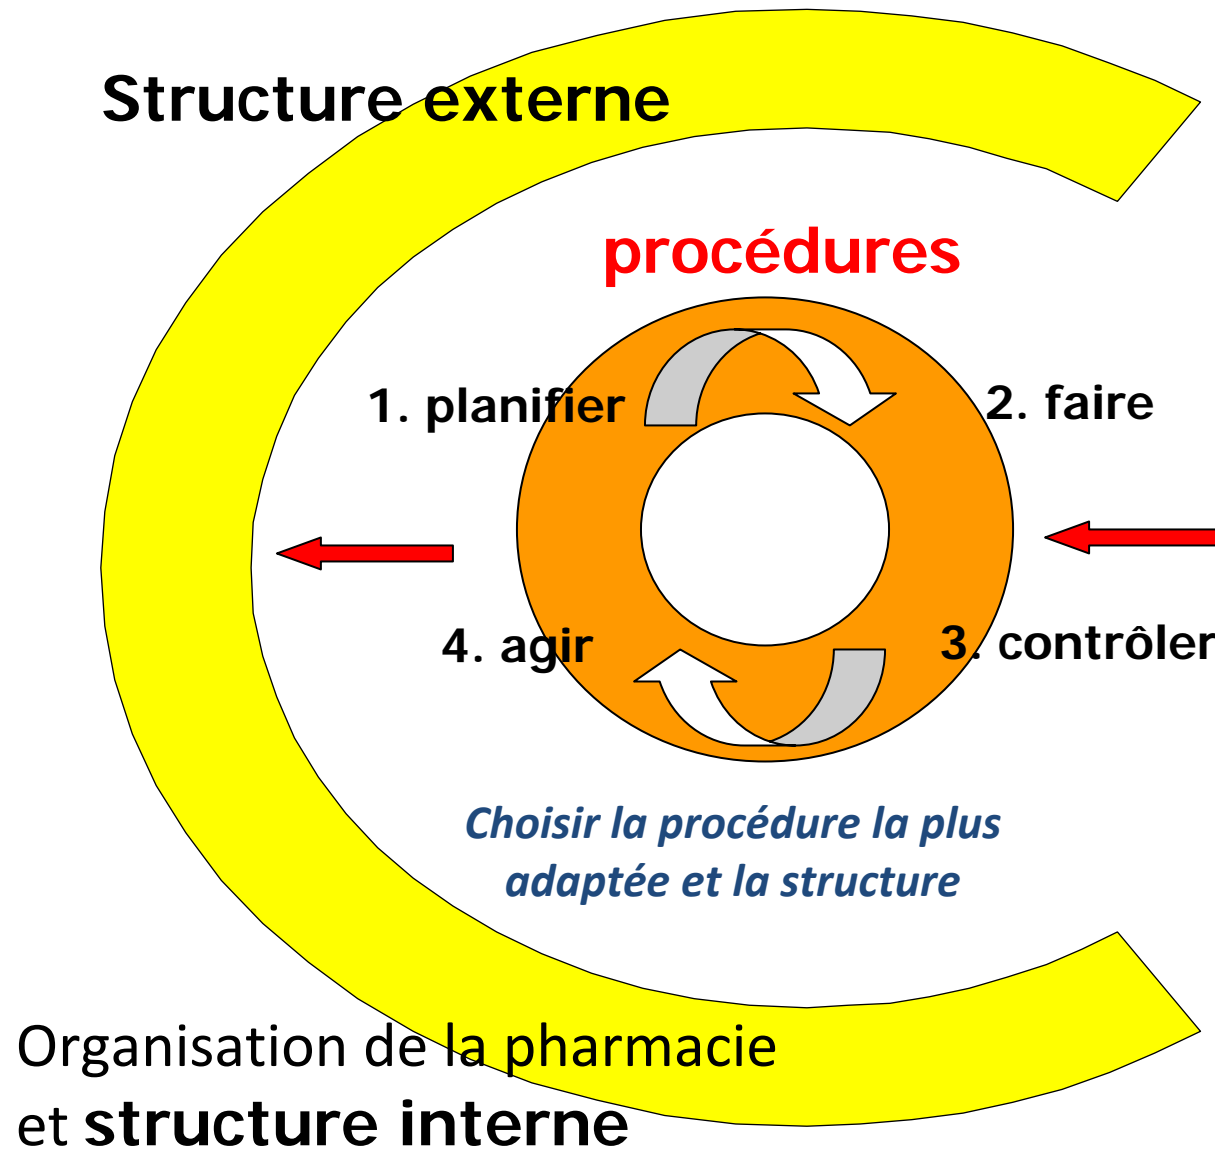 Structure externe
procédures
1. planifier
2. faire
4. agir
3. contrôler
Choisir la procédure la plus
adaptée et la structure
Organisation de la pharmacie
et structure interne